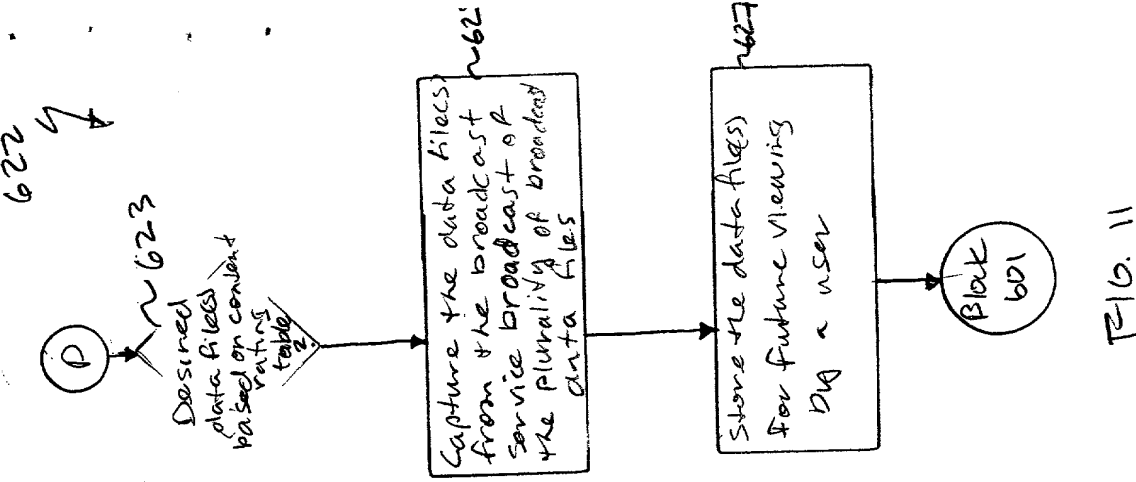 622
D
623
Desired
data file(s)
based on content
rating
table
?
Capture the data file(s)
from the broadcast
service broadcast of
the plurality of broadcast
data files
Store the data file(s)
for future viewing
by a user
627
Block
601
FIG. 11